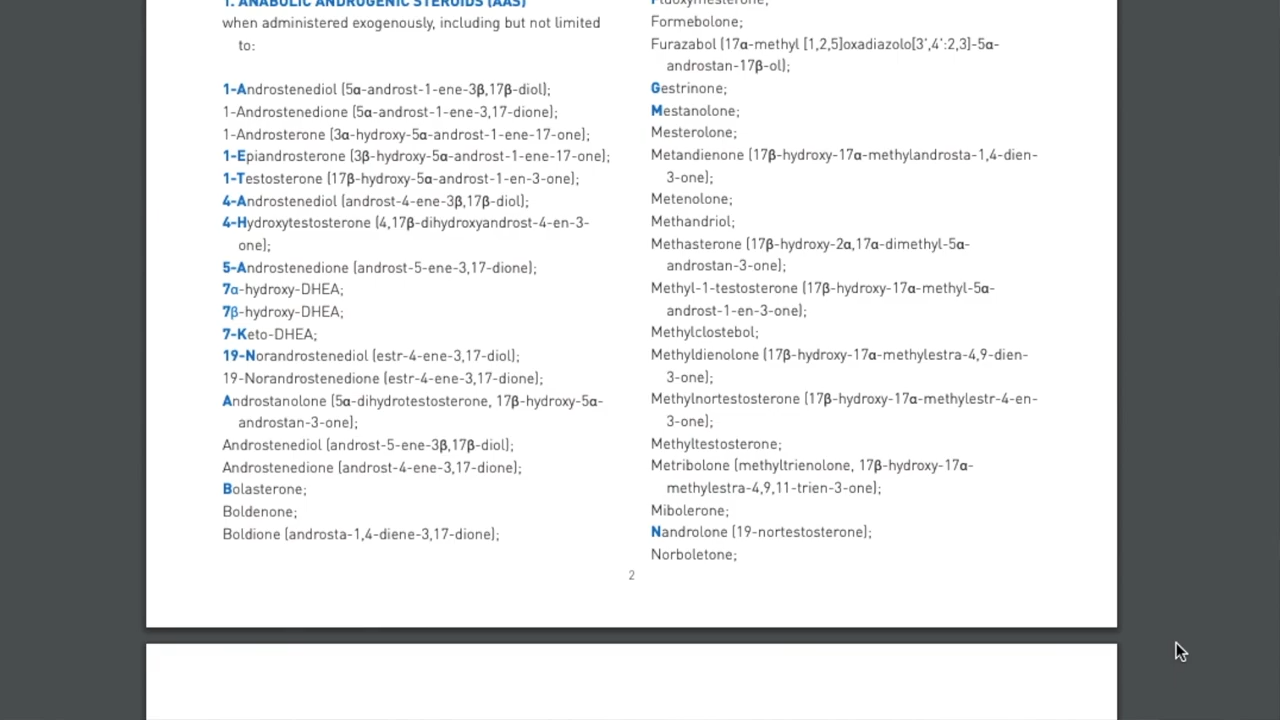 1. ANABOLIC ANDROGENIC STEROIDS (AAS)
when administered exogenously, including but not limited
to:
1-Androstenediol (5α-androst-1-ene-3β,17β-diol);
1-Androstenedione (5α-androst-1-ene-3,17-dione);
1-Androsterone (3α-hydroxy-5α-androst-1-ene-17-one);
1-Epiandrosterone (3β-hydroxy-5α-androst-1-ene-17-one);
1-Testosterone (17β-hydroxy-5α-androst-1-en-3-one);
4-Androstenediol (androst-4-ene-3β,17β-diol);
4-Hydroxytestosterone (4,17β-dihydroxyandrost-4-en-3-
one);
5-Androstenedione (androst-5-ene-3,17-dione);
7α-hydroxy-DHEA;
7β-hydroxy-DHEA;
7-Keto-DHEA;
19-Norandrostenediol (estr-4-ene-3,17-diol);
19-Norandrostenedione (estr-4-ene-3,17-dione);
Androstanolone (5α-dihydrotestosterone, 17β-hydroxy-5α-
androstan-3-one);
Androstenediol (androst-5-ene-3β,17β-diol);
Androstenedione (androst-4-ene-3,17-dione);
Bolasterone;
Boldenone;
Boldione (androsta-1,4-diene-3,17-dione);
Fluoxymesterone;
Formebolone;
Furazabol (17α-methyl [1,2,5]oxadiazolo[3',4':2,3]-5α-
androstan-17β-ol);
Gestrinone;
Mestanolone;
Mesterolone;
Metandienone (17β-hydroxy-17α-methylandrosta-1,4-dien-
3-one);
Metenolone;
Methandriol;
Methasterone (17β-hydroxy-2α,17α-dimethyl-5α-
androstan-3-one);
Methyl-1-testosterone (17β-hydroxy-17α-methyl-5α-
androst-1-en-3-one);
Methylclostebol;
Methyldienolone (17β-hydroxy-17α-methylestra-4,9-dien-
3-one);
Methylnortestosterone (17β-hydroxy-17α-methylestr-4-en-
3-one);
Methyltestosterone;
Metribolone (methyltrienolone, 17β-hydroxy-17α-
methylestra-4,9,11-trien-3-one);
Mibolerone;
Nandrolone (19-nortestosterone);
Norboletone;
2